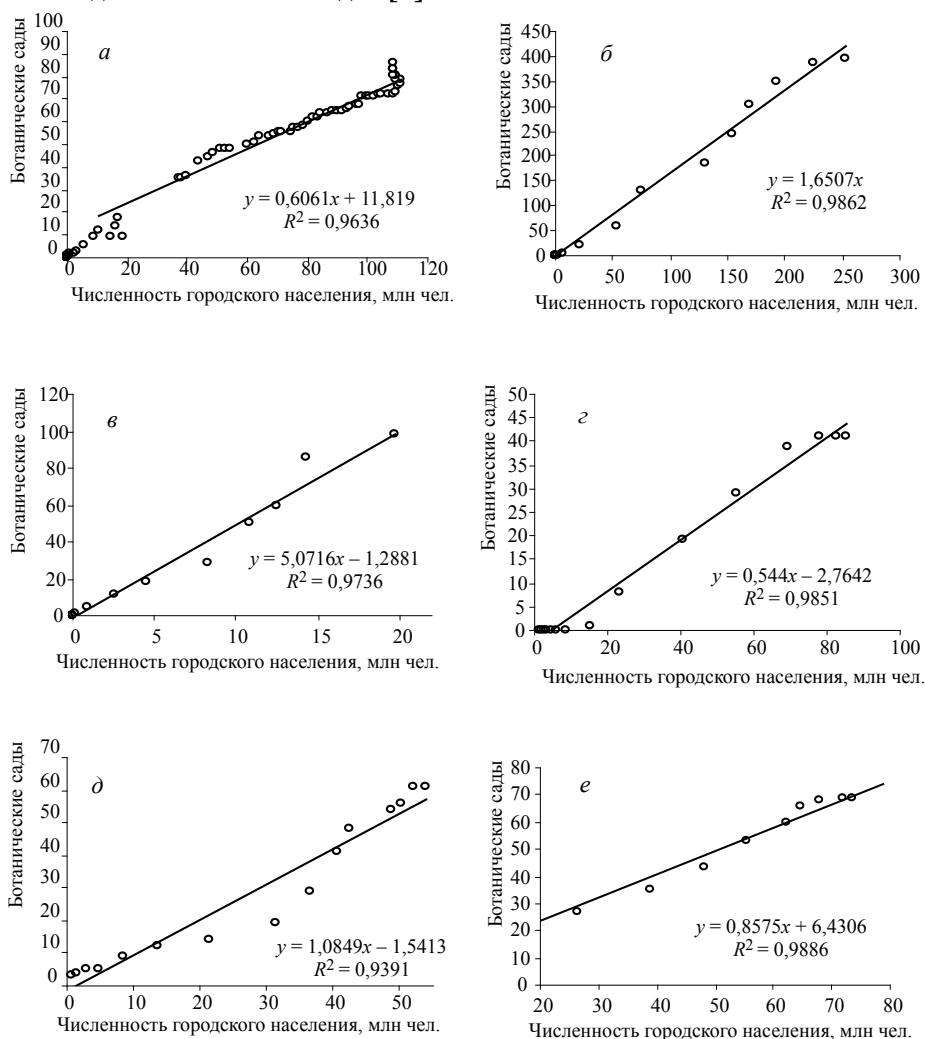 а
Ботанические сады
100
90
80
70
60
50
40
30
20
10
0
0 20 40 60 80 100 120
y = 0,6061x + 11,819
R² = 0,9636
Численность городского населения, млн чел.
б
Ботанические сады
450
400
350
300
250
200
150
100
50
0
0 50 100 150 200 250 300
y = 1,6507x
R² = 0,9862
Численность городского населения, млн чел.
в
Ботанические сады
120
100
80
60
40
20
0
0 5 10 15 20
y = 5,0716x – 1,2881
R² = 0,9736
Численность городского населения, млн чел.
г
Ботанические сады
50
45
40
35
30
25
20
15
10
5
0
0 20 40 60 80 100
y = 0,544x – 2,7642
R² = 0,9851
Численность городского населения, млн чел.
д
Ботанические сады
70
60
50
40
30
20
10
0
0 10 20 30 40 50
y = 1,0849x – 1,5413
R² = 0,9391
Численность городского населения, млн чел.
е
Ботанические сады
80
70
60
50
40
30
20
10
0
20 30 40 50 60 70 80
y = 0,8575x + 6,4306
R² = 0,9886
Численность городского населения, млн чел.